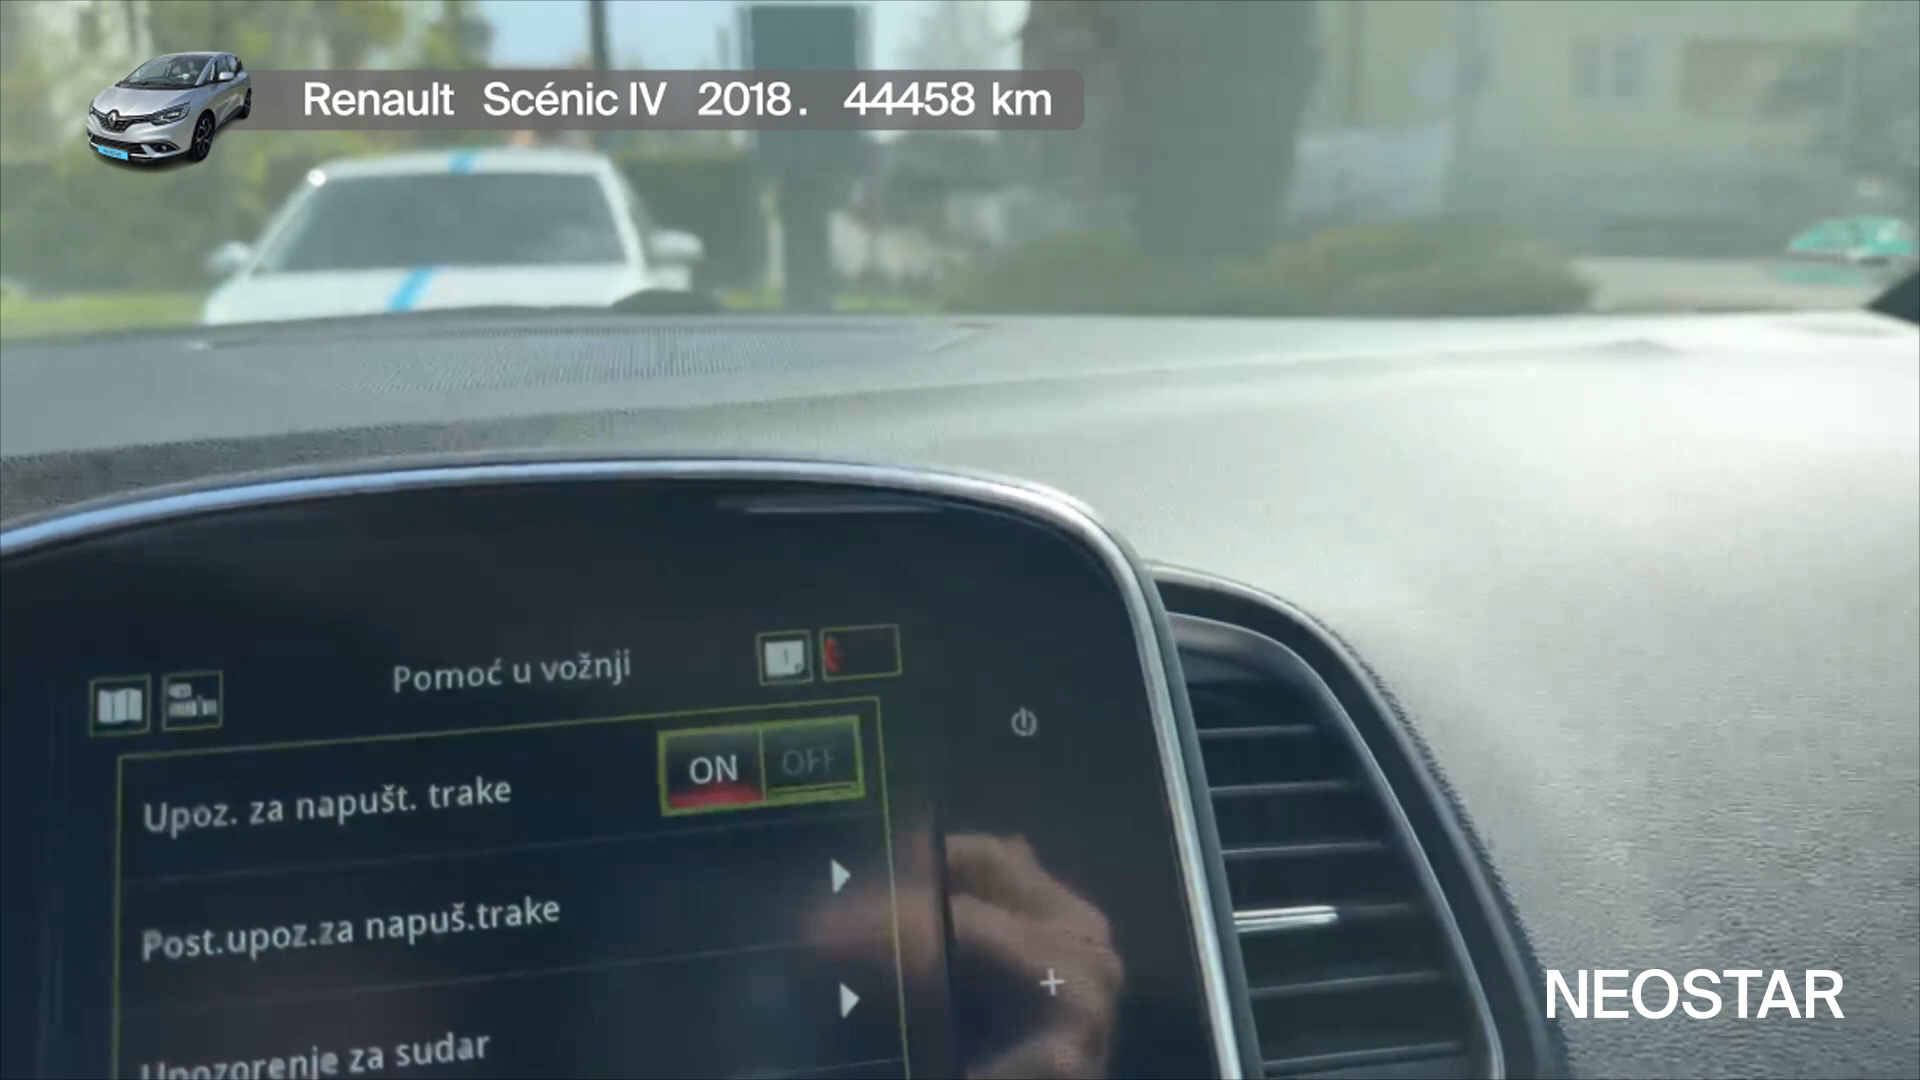 Renault Scénic IV 2018. 44458 km
Pomoć u vožnji
Upoz. za napušt. trake
ON OFF
Post.upoz.za napuš.trake
Upozorenje za sudar
+
NEOSTAR